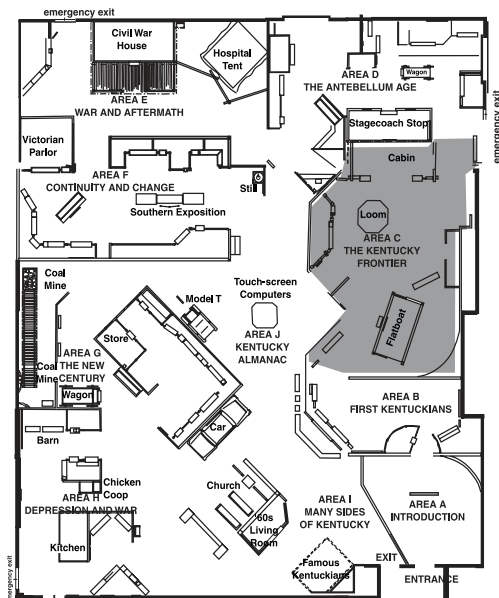 emergency exit
Civil War
House
Hospital
Tent
AREA D
THE ANTEBELLUM AGE
Wagon
AREA E
WAR AND AFTERMATH
Stagecoach Stop
emergency exit
Victorian
Parlor
Cabin
AREA F
CONTINUITY AND CHANGE
Still
Southern Exposition
Loom
AREA C
THE KENTUCKY
FRONTIER
Coal
Mine
Touch-screen
Computers
Model T
Flatboat
Store
AREA J
KENTUCKY
ALMANAC
AREA G
THE NEW
CENTURY
Coal
Mine
Wagon
AREA B
FIRST KENTUCKIANS
Car
Barn
Chicken
Coop
AREA H
DEPRESSION AND WAR
Church
'60s
Living
Room
AREA I
MANY SIDES
OF KENTUCKY
AREA A
INTRODUCTION
Kitchen
EXIT
Famous
Kentuckians
ENTRANCE
emergency exit